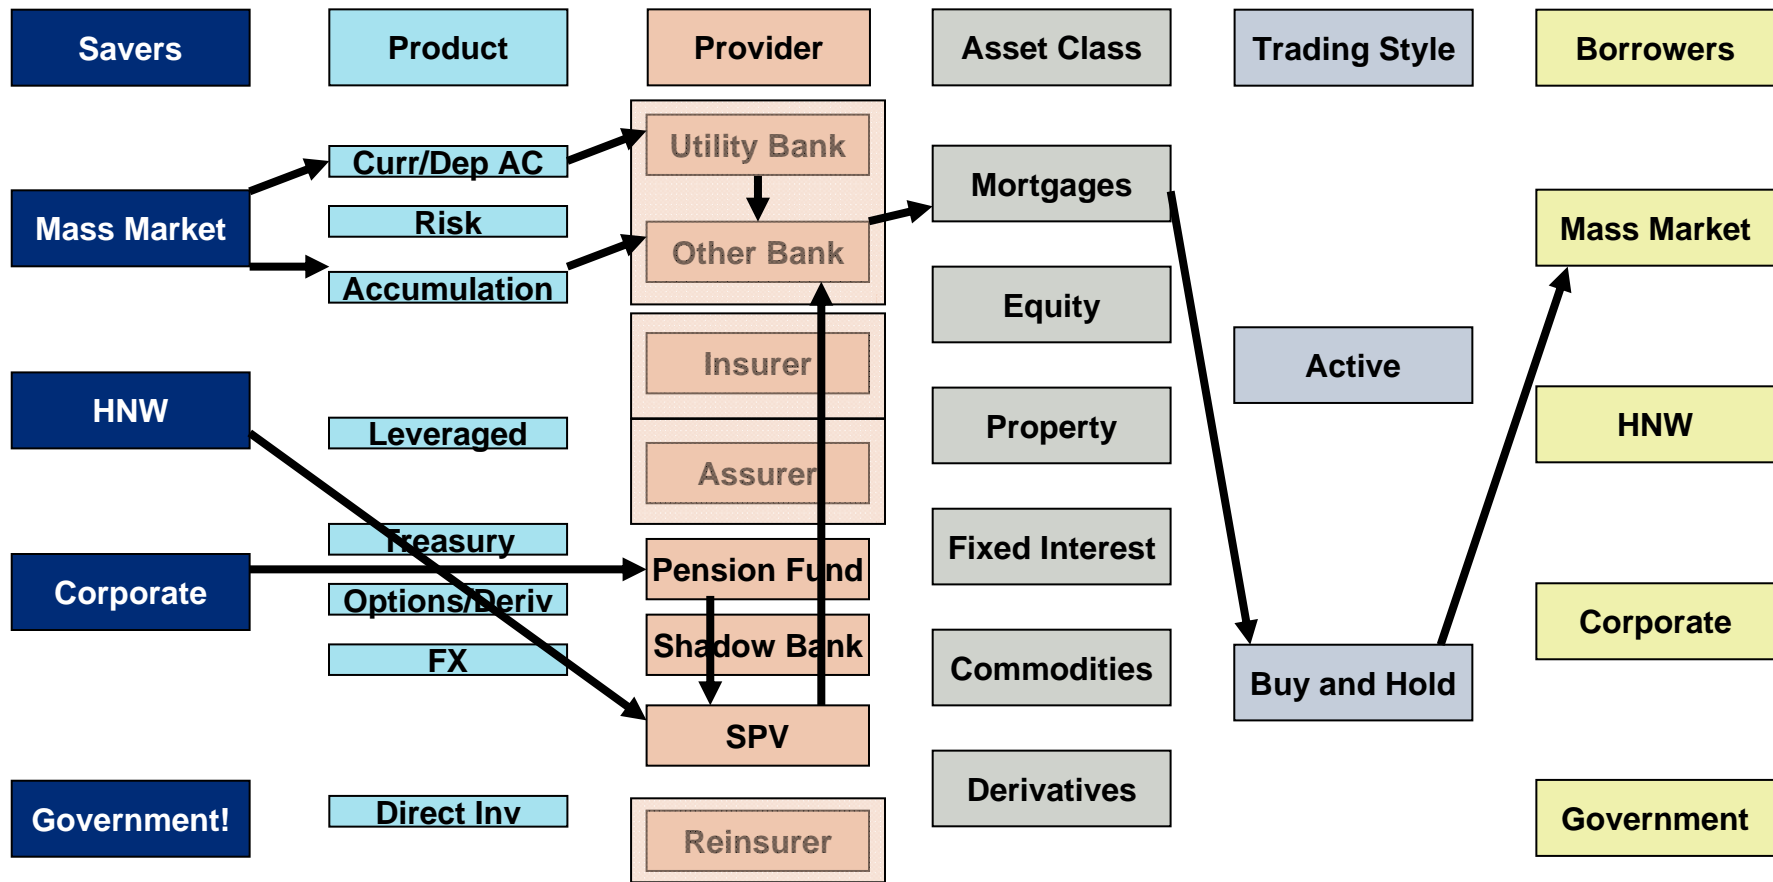 Savers
Product
Provider
Asset Class
Trading Style
Borrowers
Mass Market
HNW
Corporate
Government!
Curr/Dep AC
Risk
Accumulation
Leveraged
Treasury
Options/Deriv
FX
Direct Inv
Utility Bank
Other Bank
Insurer
Assurer
Pension Fund
Shadow Bank
SPV
Reinsurer
Mortgages
Equity
Property
Fixed Interest
Commodities
Derivatives
Active
Buy and Hold
Mass Market
HNW
Corporate
Government